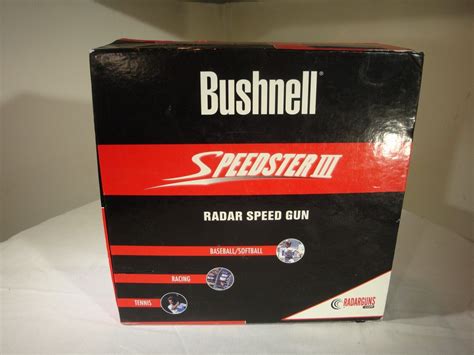 Bushnell®
SPEEDSTER III
RADAR SPEED GUN
BASEBALL/SOFTBALL
RACING
TENNIS
RADARGUNS